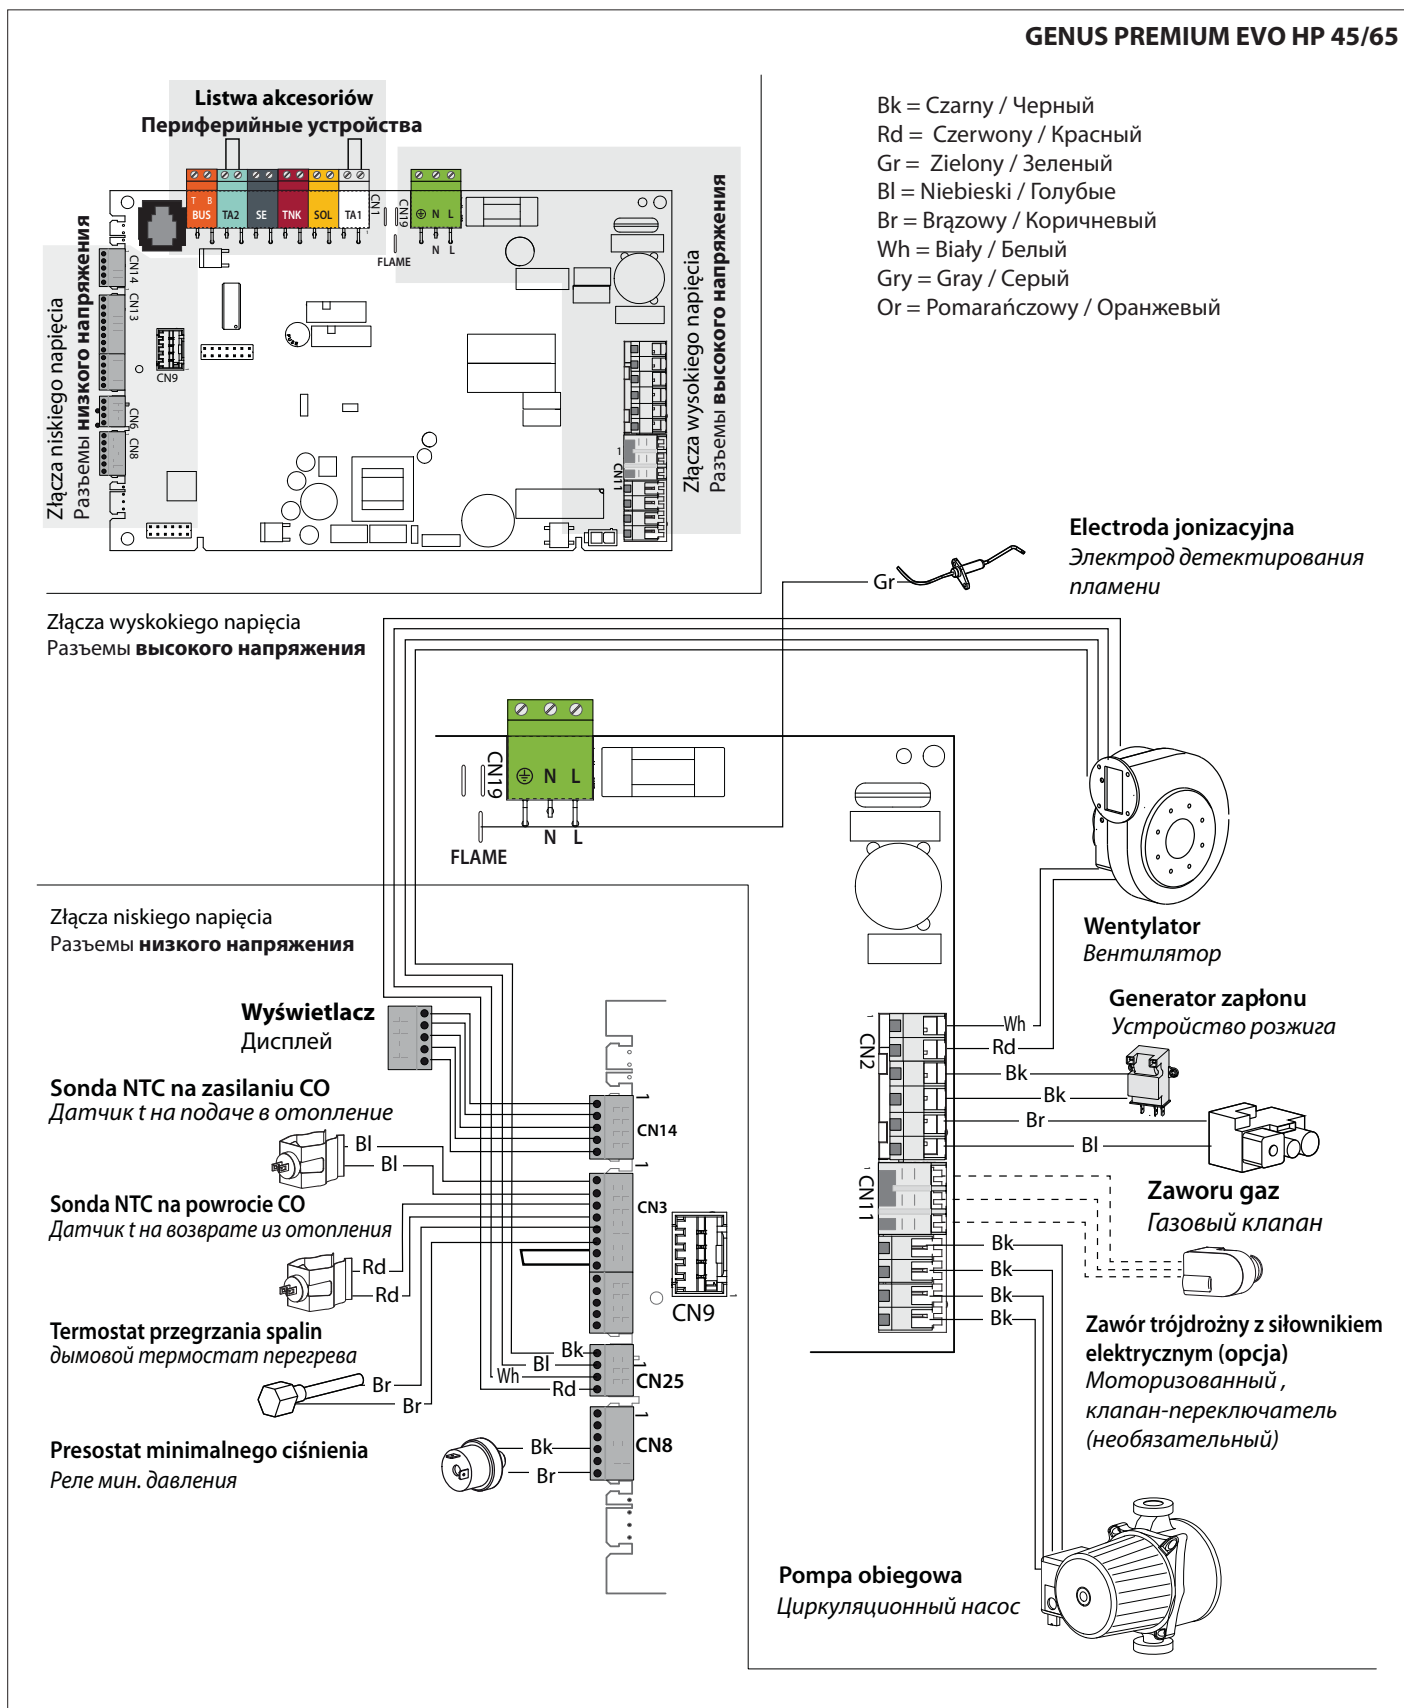 GENUS PREMIUM EVO HP 45/65
Listwa akcesoriów
Периферийные устройства
Bk = Czarny / Черный
Rd = Czerwony / Красный
Gr = Zielony / Зеленый
Bl = Niebieski / Голубые
Br = Brązowy / Коричневый
Wh = Biały / Белый
Gry = Gray / Серый
Or = Pomarańczowy / Оранжевый
T B
BUS TA2 SE TNK SOL TA1
CN1
CN19
N L
N L
FLAME
CN14
CN13
CN9
CN6
CN8
1
CN11
Złącza niskiego napięcia
Разъемы низкого напряжения
Złącza wysokiego napięcia
Разъемы высокого напряжения
Electroda jonizacyjna
Электрод детектирования
пламени
Gr
Złącza wyskokiego napięcia
Разъемы высокого напряжения
CN19
N L
N L
FLAME
Wentylator
Вентилятор
Złącza niskiego napięcia
Разъемы низкого напряжения
Wyświetlacz
Дисплей
Generator zapłonu
Устройство розжига
1
CN2
Wh
Rd
Bk
Bk
Br
Bl
Sonda NTC na zasilaniu CO
Датчик t на подаче в отопление
Bl
Bl
1
CN14
1
CN3
Sonda NTC na powrocie CO
Датчик t на возврате из отопления
Rd
Rd
CN9
1
1
CN11
Zaworu gaz
Газовый клапан
Bk
Bk
Bk
Bk
Termostat przegrzania spalin
дымовой термостат перегрева
Br
Br
Bk
Bl
Wh
Rd
1
CN25
Zawór trójdrożny z siłownikiem
elektrycznym (opcja)
Моторизованный ,
клапан-переключатель
(необязательный)
Presostat minimalnego ciśnienia
Реле мин. давления
Bk
Br
1
CN8
Pompa obiegowa
Циркуляционный насос